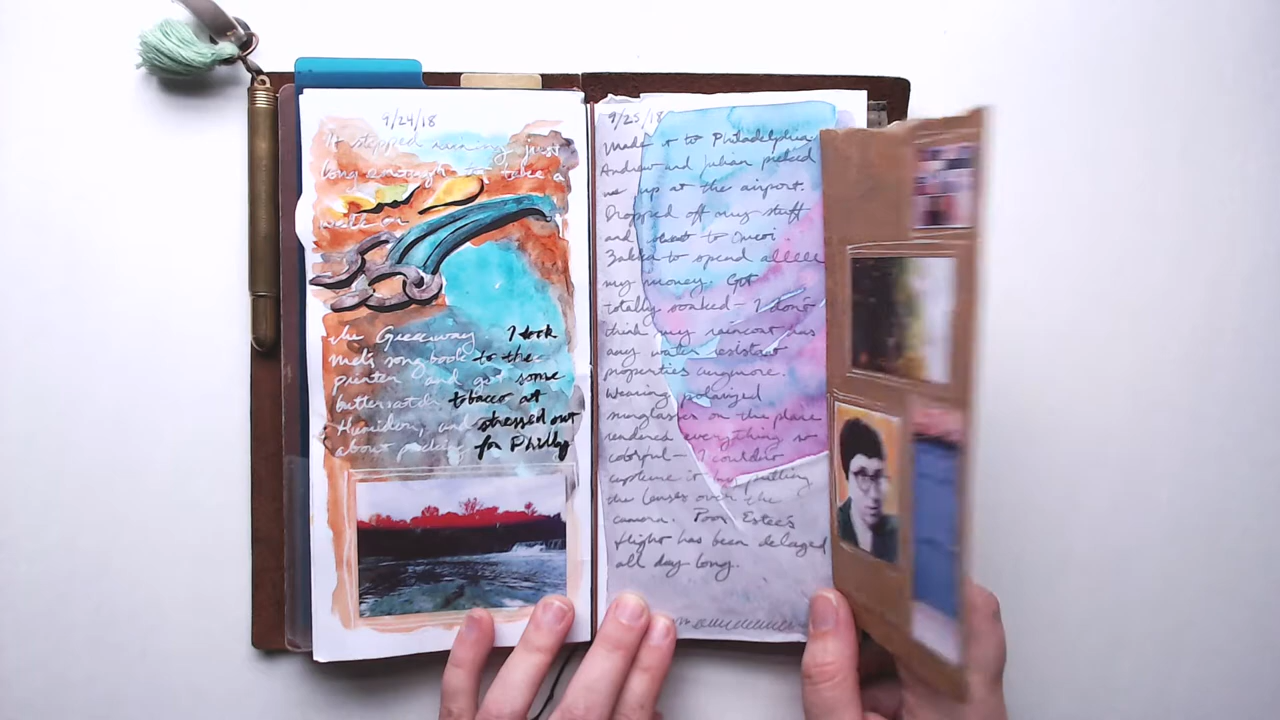 9/24/18
It stopped raining just
long enough to take a
walk on
the Greenway I took
Mel's songbook to the
printer and got some
butterscotch tobacco at
Humidor, and stressed out
about packing for Philly
9/25/18
Made it to Philadelphia
Andrew and Julian picked
us up at the airport.
Dropped off my stuff
and went to Omoi
Zakka to spend alllll
my money. Got
totally soaked - I don't
think my raincoat has
any water resistant
properties anymore.
Wearing polarized
sunglasses on the plane
rendered everything so
colorful - I couldn't
capture it by putting
the lenses over the
camera. Poor Estee's
flight has been delayed
all day long.